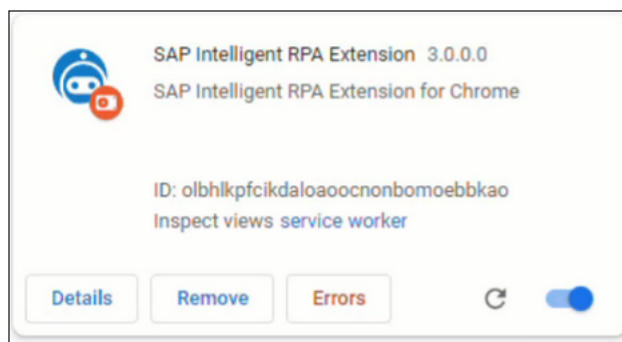 SAP Intelligent RPA Extension 3.0.0.0
SAP Intelligent RPA Extension for Chrome
ID: olbhlkpfcikdaloaoocnonbomoebbkao
Inspect views service worker
Details Remove Errors